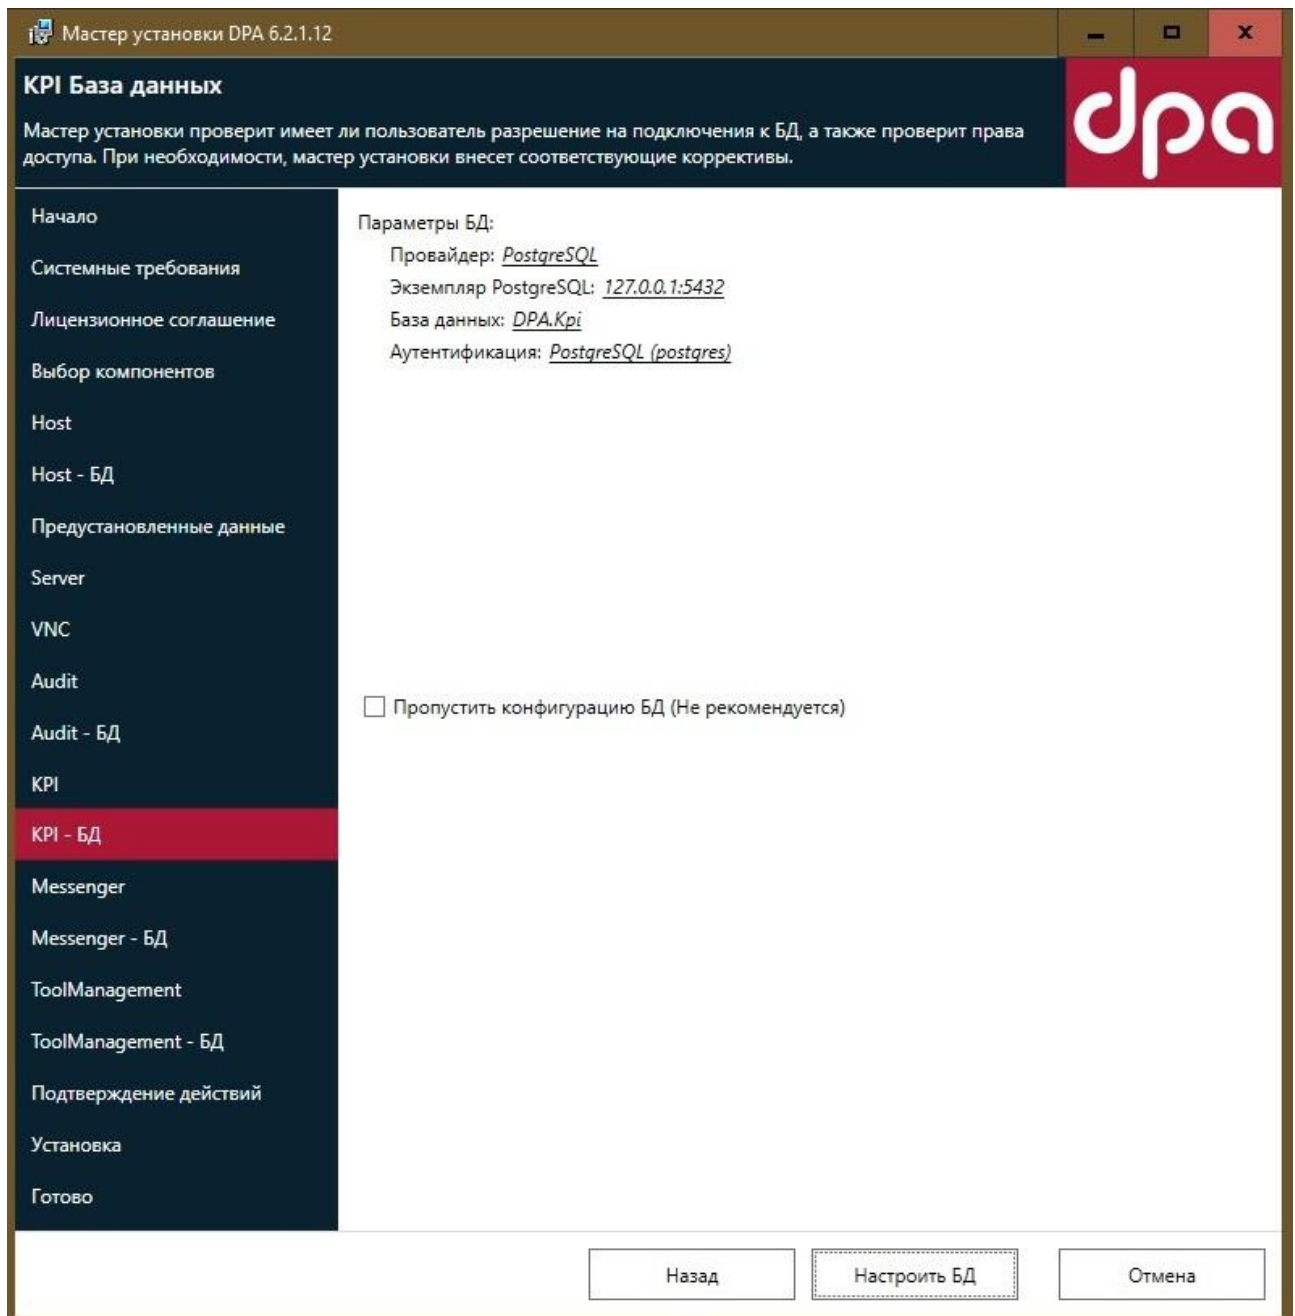 Мастер установки DPA 6.2.1.12
KPI База данных
Мастер установки проверит имеет ли пользователь разрешение на подключения к БД, а также проверит права
доступа. При необходимости, мастер установки внесет соответствующие коррективы.
dpa
Начало
Системные требования
Лицензионное соглашение
Выбор компонентов
Host
Host - БД
Предустановленные данные
Server
VNC
Audit
Audit - БД
KPI
KPI - БД
Messenger
Messenger - БД
ToolManagement
ToolManagement - БД
Подтверждение действий
Установка
Готово
Параметры БД:
Провайдер: PostgreSQL
Экземпляр PostgreSQL: 127.0.0.1:5432
База данных: DPA.Kpi
Аутентификация: PostgreSQL (postgres)
Пропустить конфигурацию БД (Не рекомендуется)
Назад
Настроить БД
Отмена